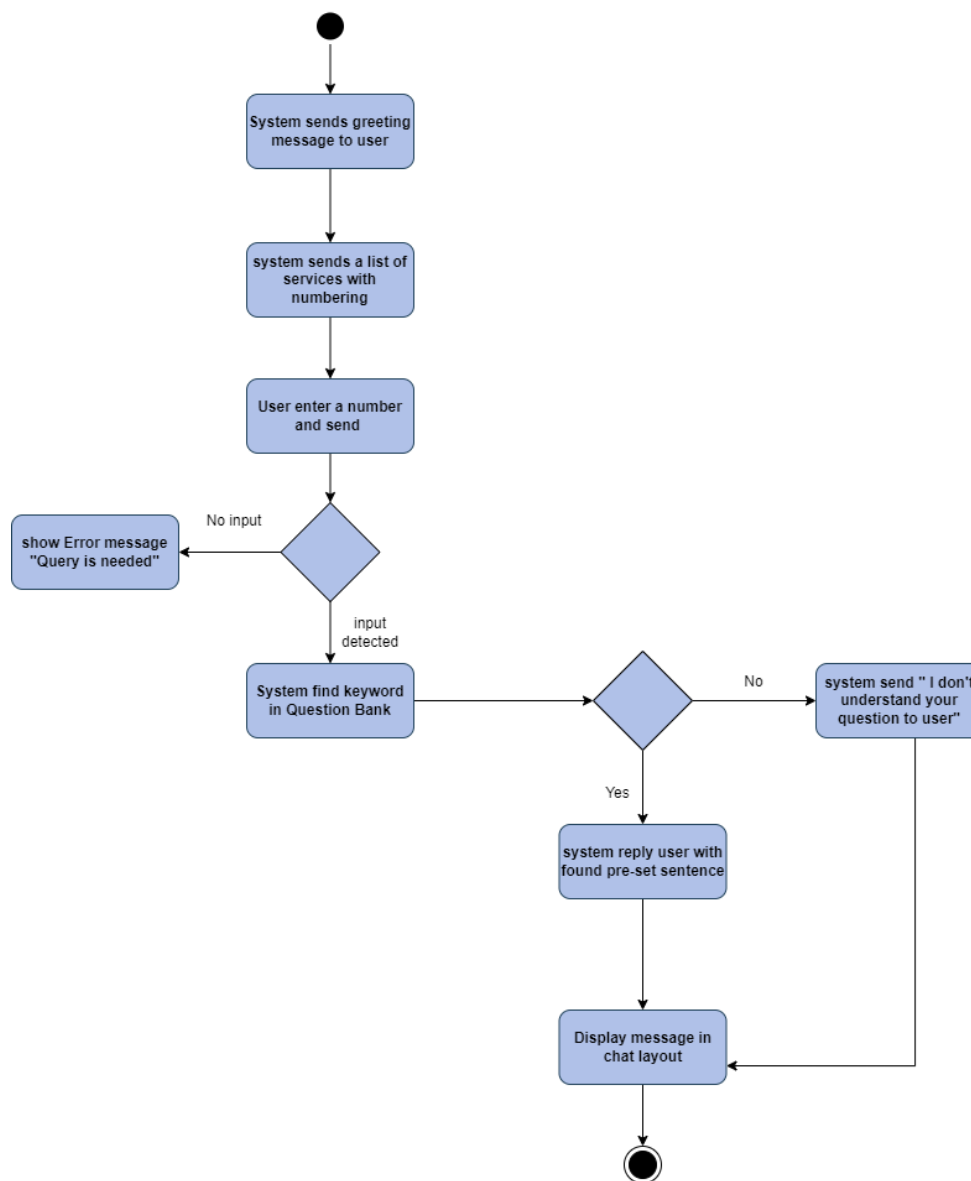 System sends greeting
message to user
system sends a list of
services with
numbering
User enter a number
and send
No input
show Error message
"Query is needed"
input
detected
System find keyword
in Question Bank
No
system send " I don't
understand your
question to user"
Yes
system reply user with
found pre-set sentence
Display message in
chat layout